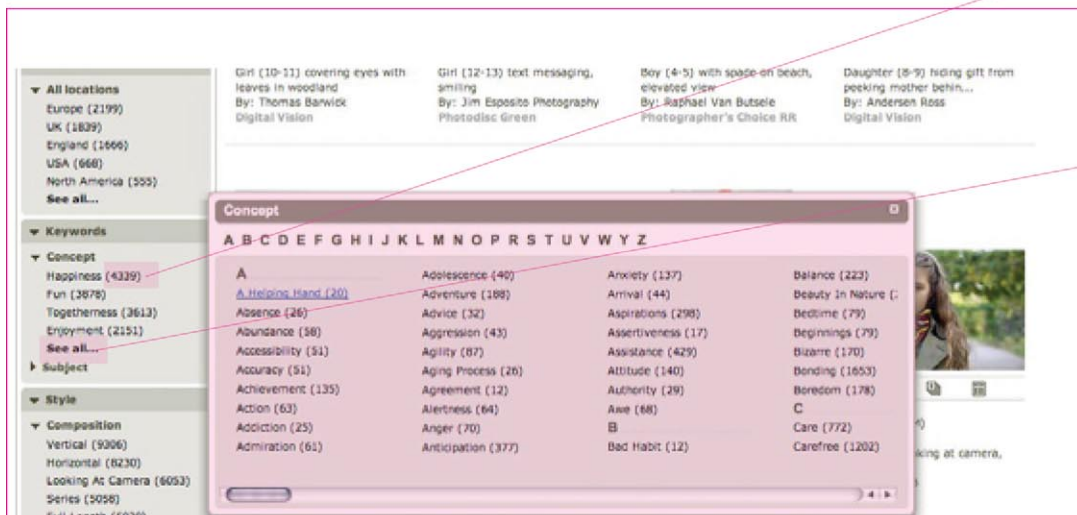 Girl (10-11) covering eyes with
leaves in woodland
By: Thomas Barwick
Digital Vision
Girl (12-13) text messaging,
smiling
By: Jim Esposito Photography
Photodisc Green
Boy (4-5) with spade on beach,
elevated view
By: Raphael Van Butsele
Photographer's Choice RR
Daughter (8-9) hiding gift from
peeking mother behin...
By: Andersen Ross
Digital Vision
All locations
Europe (2199)
UK (1839)
England (1666)
USA (668)
North America (555)
See all...
Keywords
Concept
Happiness (4339)
Fun (3878)
Togetherness (3613)
Enjoyment (2151)
See all...
Subject
Style
Composition
Vertical (9306)
Horizontal (8230)
Looking At Camera (6053)
Series (5058)
Concept
A B C D E F G H I J K L M N O P R S T U V W Y Z
A
A Helping Hand (20)
Absence (26)
Abundance (58)
Accessibility (51)
Accuracy (51)
Achievement (135)
Action (63)
Addiction (25)
Admiration (61)
Adolescence (40)
Adventure (188)
Advice (32)
Aggression (43)
Agility (87)
Aging Process (26)
Agreement (12)
Alertness (64)
Anger (70)
Anticipation (377)
Anxiety (137)
Arrival (44)
Aspirations (298)
Assertiveness (17)
Assistance (429)
Attitude (140)
Authority (29)
Awe (68)
B
Bad Habit (12)
Balance (223)
Beauty In Nature (
Bedtime (79)
Beginnings (79)
Bizarre (170)
Bonding (1653)
Boredom (178)
C
Care (772)
Carefree (1202)
king at camera,